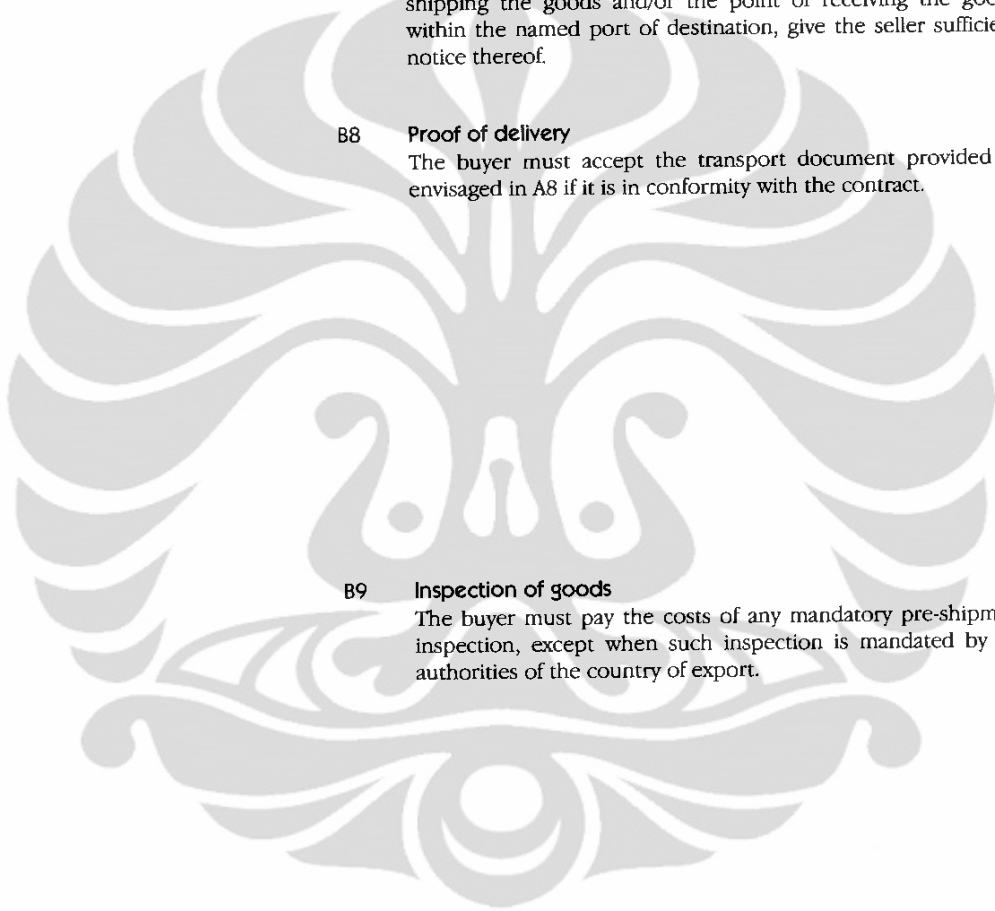 shipping the goods and/or the point of receiving the goo
within the named port of destination, give the seller sufficie
notice thereof.
B8 Proof of delivery
The buyer must accept the transport document provided
envisaged in A8 if it is in conformity with the contract.
B9 Inspection of goods
The buyer must pay the costs of any mandatory pre-shipm
inspection, except when such inspection is mandated by
authorities of the country of export.